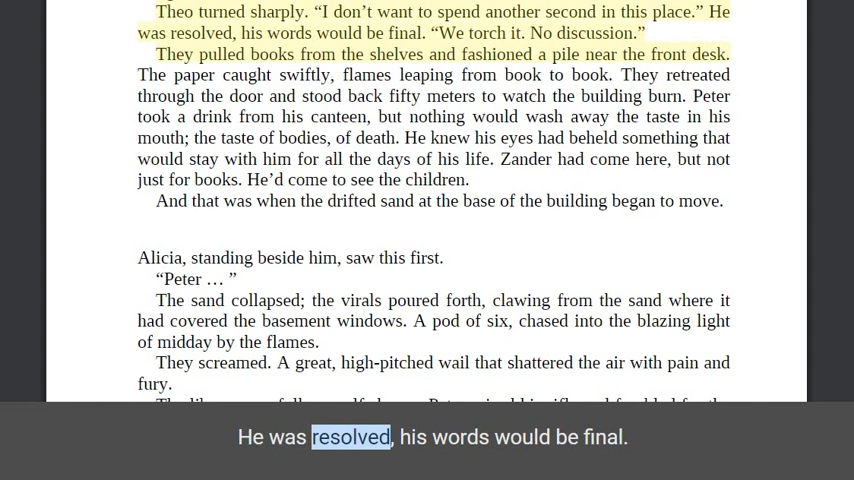 Theo turned sharply. “I don’t want to spend another second in this place.” He
was resolved, his words would be final. “We torch it. No discussion.”
They pulled books from the shelves and fashioned a pile near the front desk.
The paper caught swiftly, flames leaping from book to book. They retreated
through the door and stood back fifty meters to watch the building burn. Peter
took a drink from his canteen, but nothing would wash away the taste in his
mouth; the taste of bodies, of death. He knew his eyes had beheld something that
would stay with him for all the days of his life. Zander had come here, but not
just for books. He’d come to see the children.
And that was when the drifted sand at the base of the building began to move.
Alicia, standing beside him, saw this first.
“Peter … ”
The sand collapsed; the virals poured forth, clawing from the sand where it
had covered the basement windows. A pod of six, chased into the blazing light
of midday by the flames.
They screamed. A great, high-pitched wail that shattered the air with pain and
fury.
He was resolved, his words would be final.